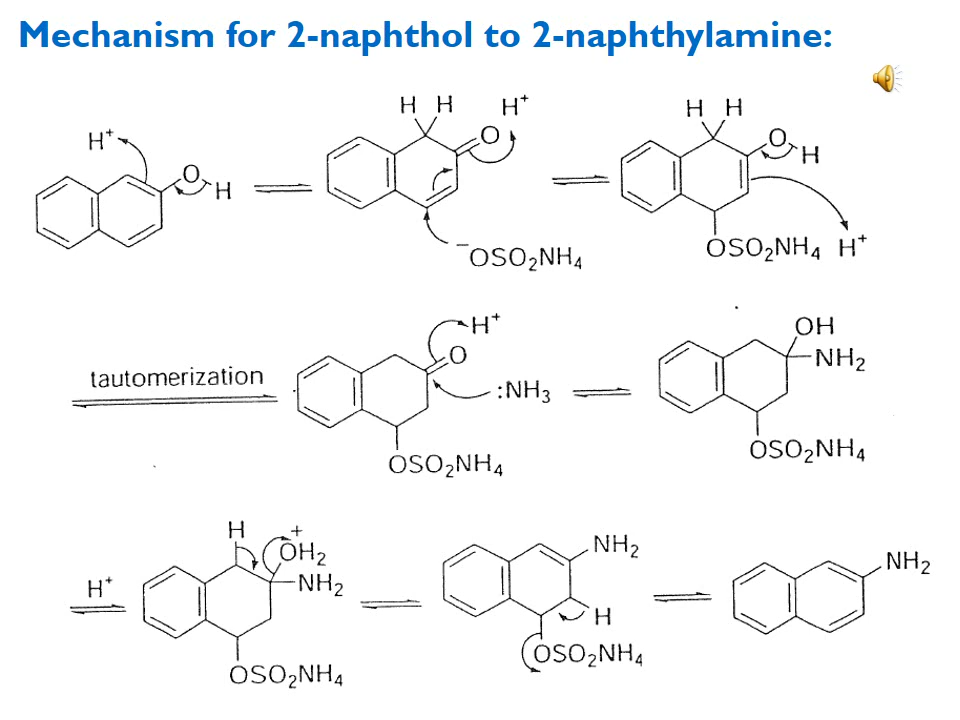 Mechanism for 2-naphthol to 2-naphthylamine:
H⁺ O H
H H O H⁺
⁻OSO₂NH₄
H H O H
OSO₂NH₄ H⁺
tautomerization
H⁺ O :NH₃
OSO₂NH₄
OH
NH₂
OSO₂NH₄
H⁺
H +
OH₂
NH₂
OSO₂NH₄
NH₂
H
OSO₂NH₄
NH₂